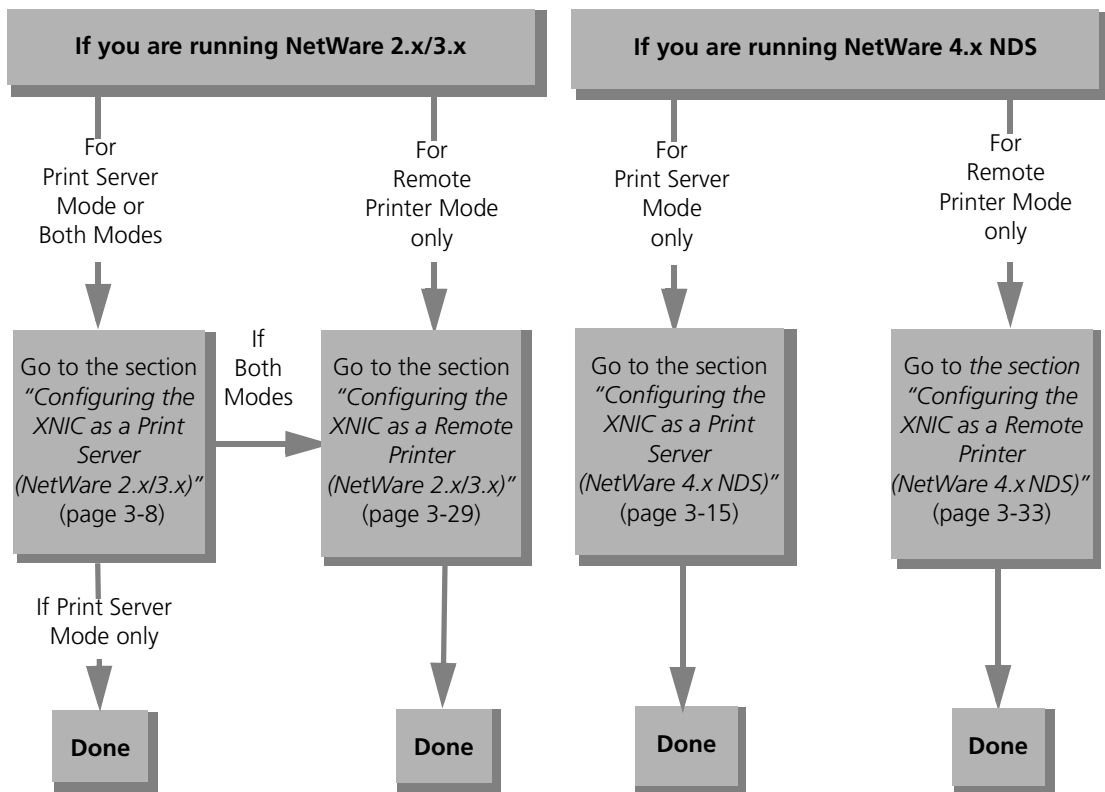 If you are running NetWare 2.x/3.x
If you are running NetWare 4.x NDS
For
Print Server
Mode or
Both Modes
For
Remote
Printer Mode
only
For
Print Server
Mode
only
For
Remote
Printer Mode
only
Go to the section
“Configuring the
XNIC as a Print
Server
(NetWare 2.x/3.x)”
(page 3-8)
If
Both
Modes
Go to the section
“Configuring the
XNIC as a Remote
Printer
(NetWare 2.x/3.x)”
(page 3-29)
Go to the section
“Configuring the
XNIC as a Print
Server
(NetWare 4.x NDS)”
(page 3-15)
Go to the section
“Configuring the
XNIC as a Remote
Printer
(NetWare 4.x NDS)”
(page 3-33)
If Print Server
Mode only
Done
Done
Done
Done